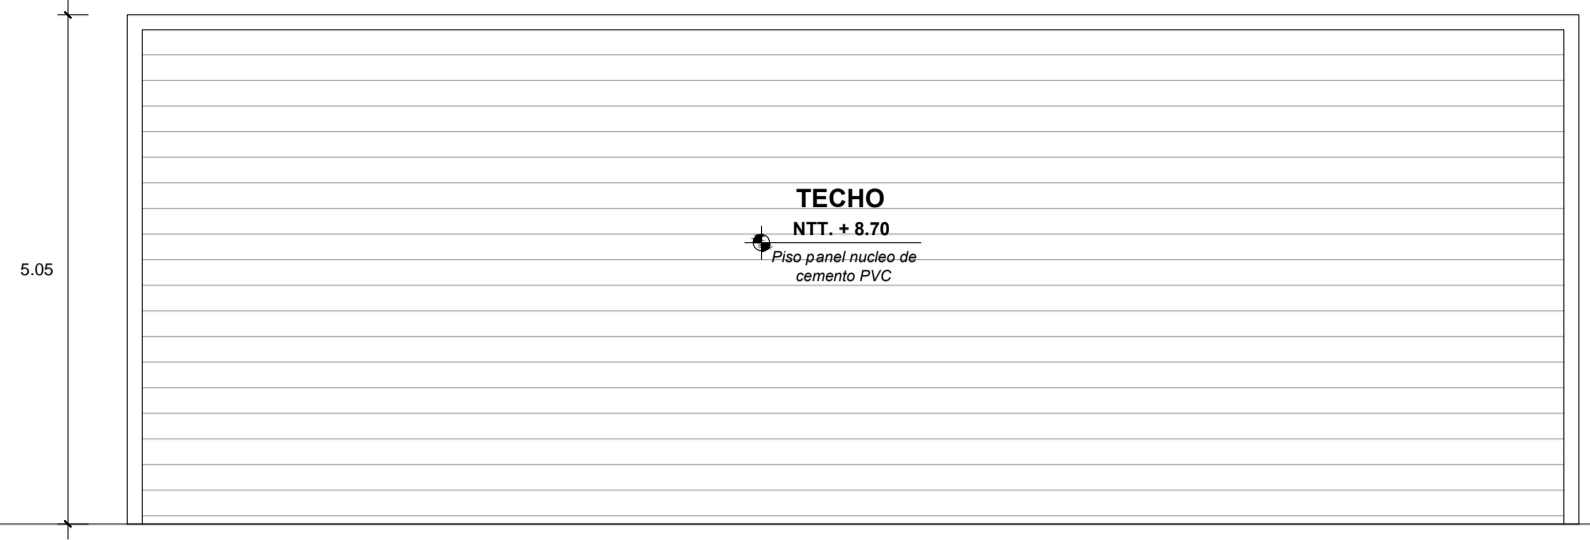 TECHO
NTT. + 8.70
Piso panel nucleo de
cemento PVC
5.05